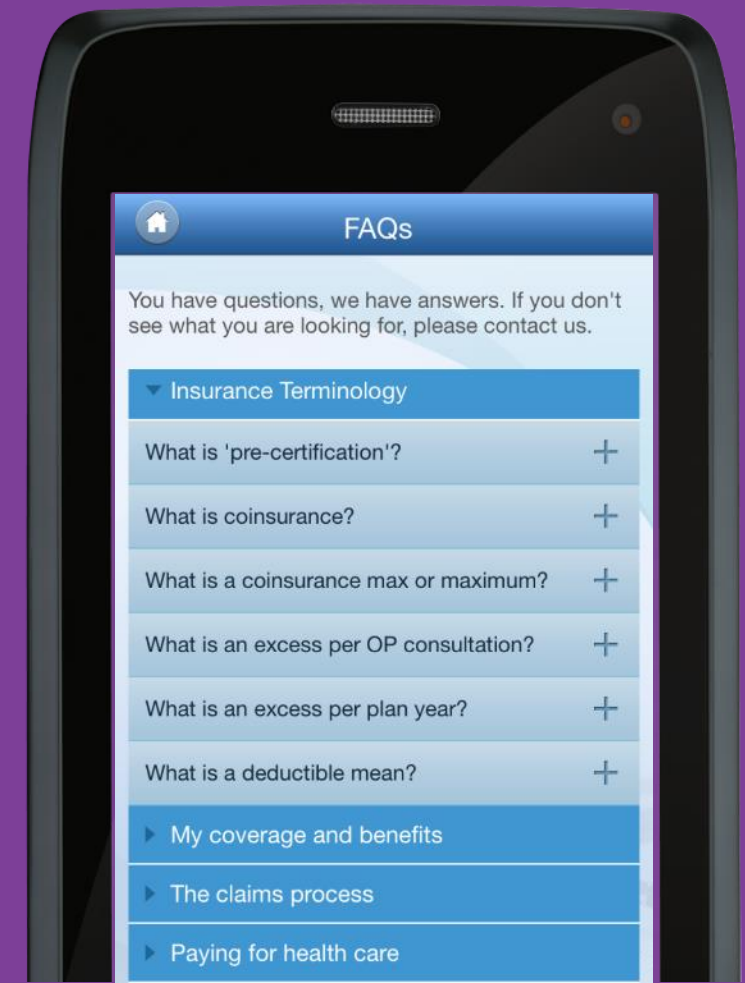 FAQs
You have questions, we have answers. If you don't
see what you are looking for, please contact us.
Insurance Terminology
What is 'pre-certification'?
What is coinsurance?
What is a coinsurance max or maximum?
What is an excess per OP consultation?
What is an excess per plan year?
What is a deductible mean?
My coverage and benefits
The claims process
Paying for health care